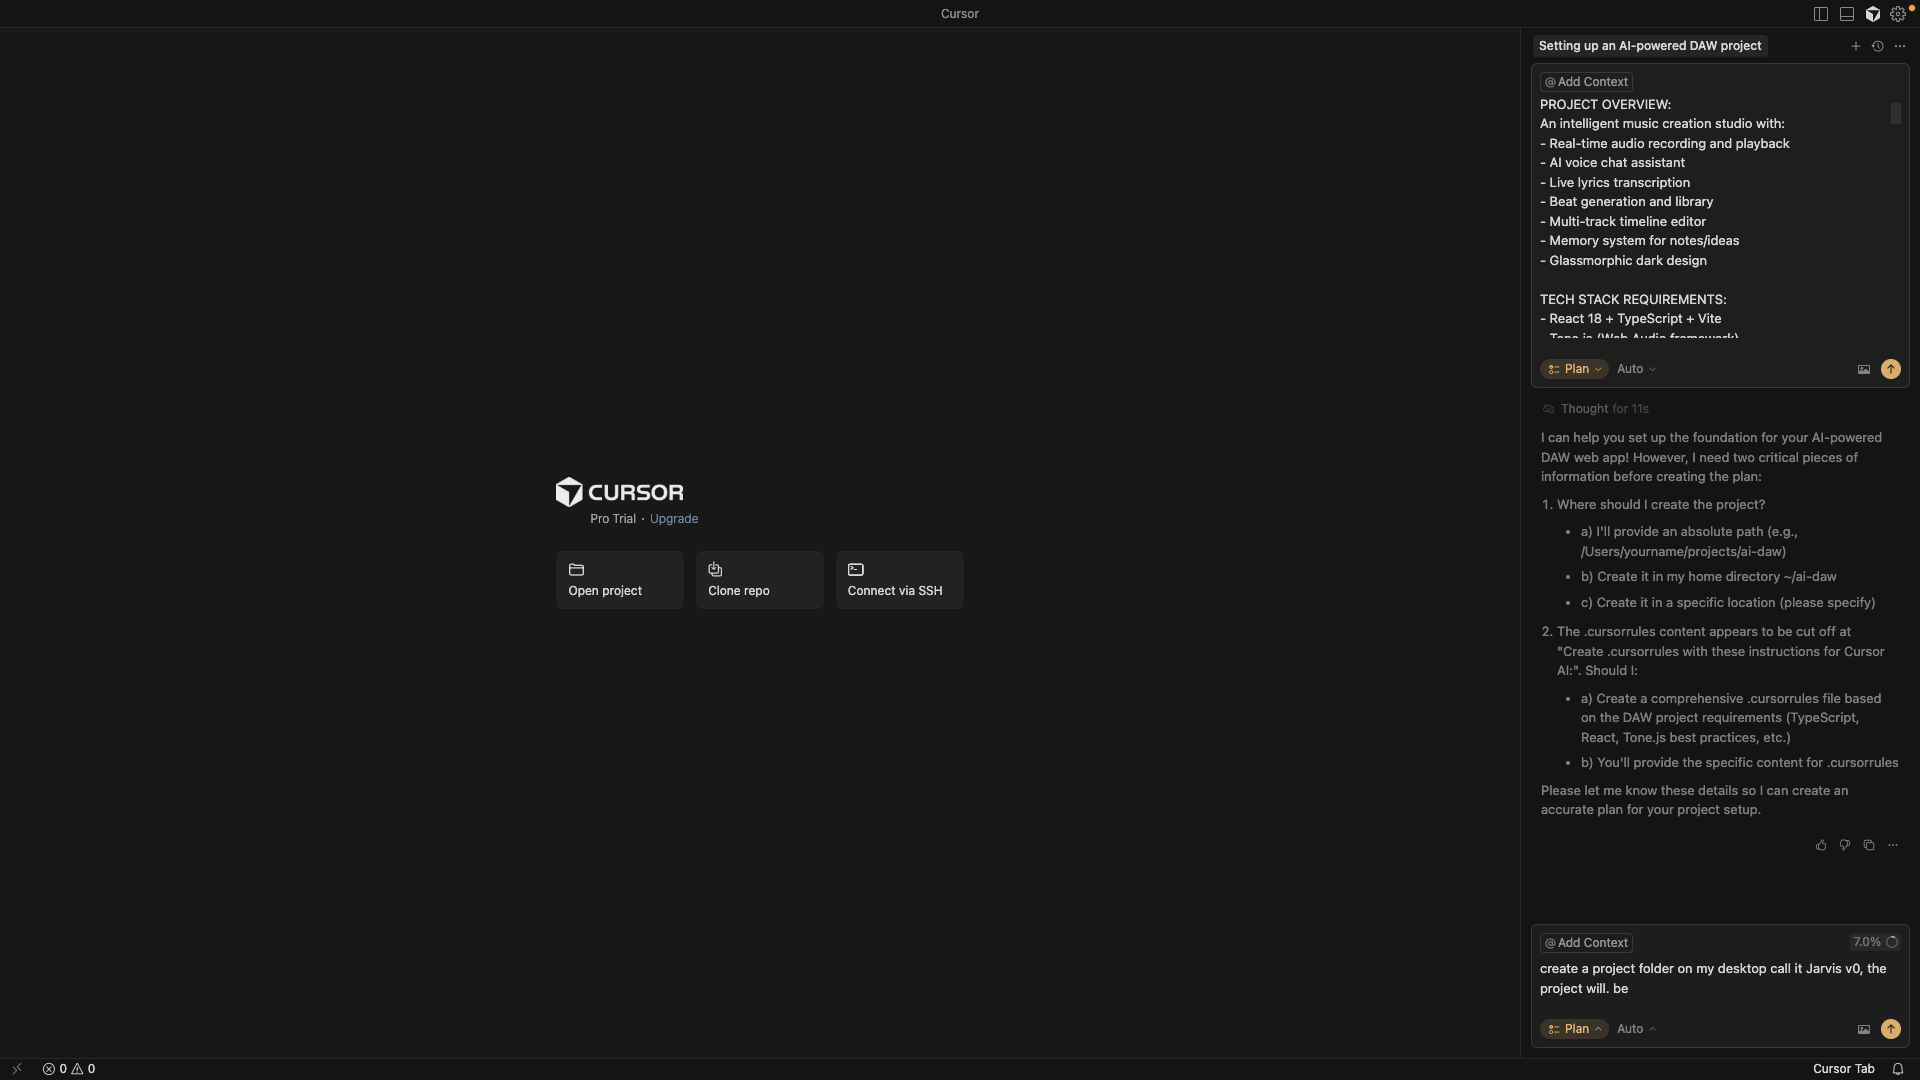 Cursor
Setting up an AI-powered DAW project
@ Add Context
PROJECT OVERVIEW:
An intelligent music creation studio with:
- Real-time audio recording and playback
- AI voice chat assistant
- Live lyrics transcription
- Beat generation and library
- Multi-track timeline editor
- Memory system for notes/ideas
- Glassmorphic dark design
TECH STACK REQUIREMENTS:
- React 18 + TypeScript + Vite
- Tone.js (Web Audio framework)
Plan
Auto
Thought for 11s
I can help you set up the foundation for your AI-powered
DAW web app! However, I need two critical pieces of
information before creating the plan:
1. Where should I create the project?
• a) I'll provide an absolute path (e.g.,
/Users/yourname/projects/ai-daw)
• b) Create it in my home directory ~/ai-daw
• c) Create it in a specific location (please specify)
2. The .cursorrules content appears to be cut off at
"Create .cursorrules with these instructions for Cursor
AI:". Should I:
• a) Create a comprehensive .cursorrules file based
on the DAW project requirements (TypeScript,
React, Tone.js best practices, etc.)
• b) You'll provide the specific content for .cursorrules
Please let me know these details so I can create an
accurate plan for your project setup.
CURSOR
Pro Trial · Upgrade
Open project
Clone repo
Connect via SSH
@ Add Context
7.0%
create a project folder on my desktop call it Jarvis v0, the
project will. be
Plan
Auto
0
0
Cursor Tab